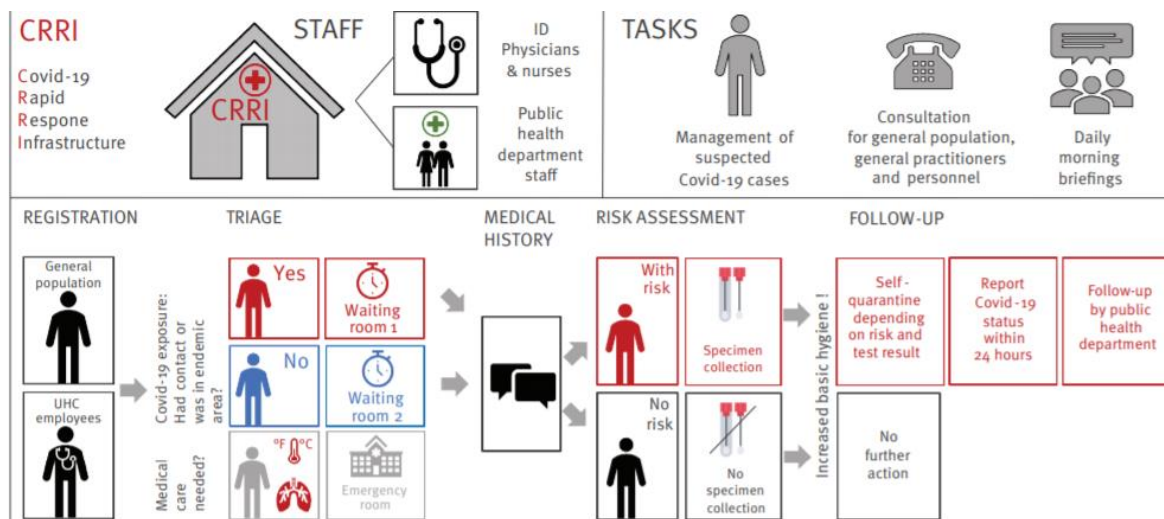 CRRI
Covid-19
Rapid
Respone
Infrastructure
STAFF
CRRI
ID
Physicians
& nurses
Public
health
department
staff
TASKS
Management of
suspected
Covid-19 cases
Consultation
for general population,
general practitioners
and personnel
Daily
morning
briefings
REGISTRATION
General
population
UHC
employees
TRIAGE
Covid-19 exposure:
Had contact or
was in endemic
area?
Yes
Waiting
room 1
No
Waiting
room 2
Medical
care
needed?
°F °C
Emergency
room
MEDICAL
HISTORY
RISK ASSESSMENT
With
risk
Specimen
collection
No
risk
No
specimen
collection
FOLLOW-UP
Increased basic hygiene !
Self-
quarantine
depending
on risk and
test result
Report
Covid-19
status
within
24 hours
Follow-up
by public
health
department
No
further
action